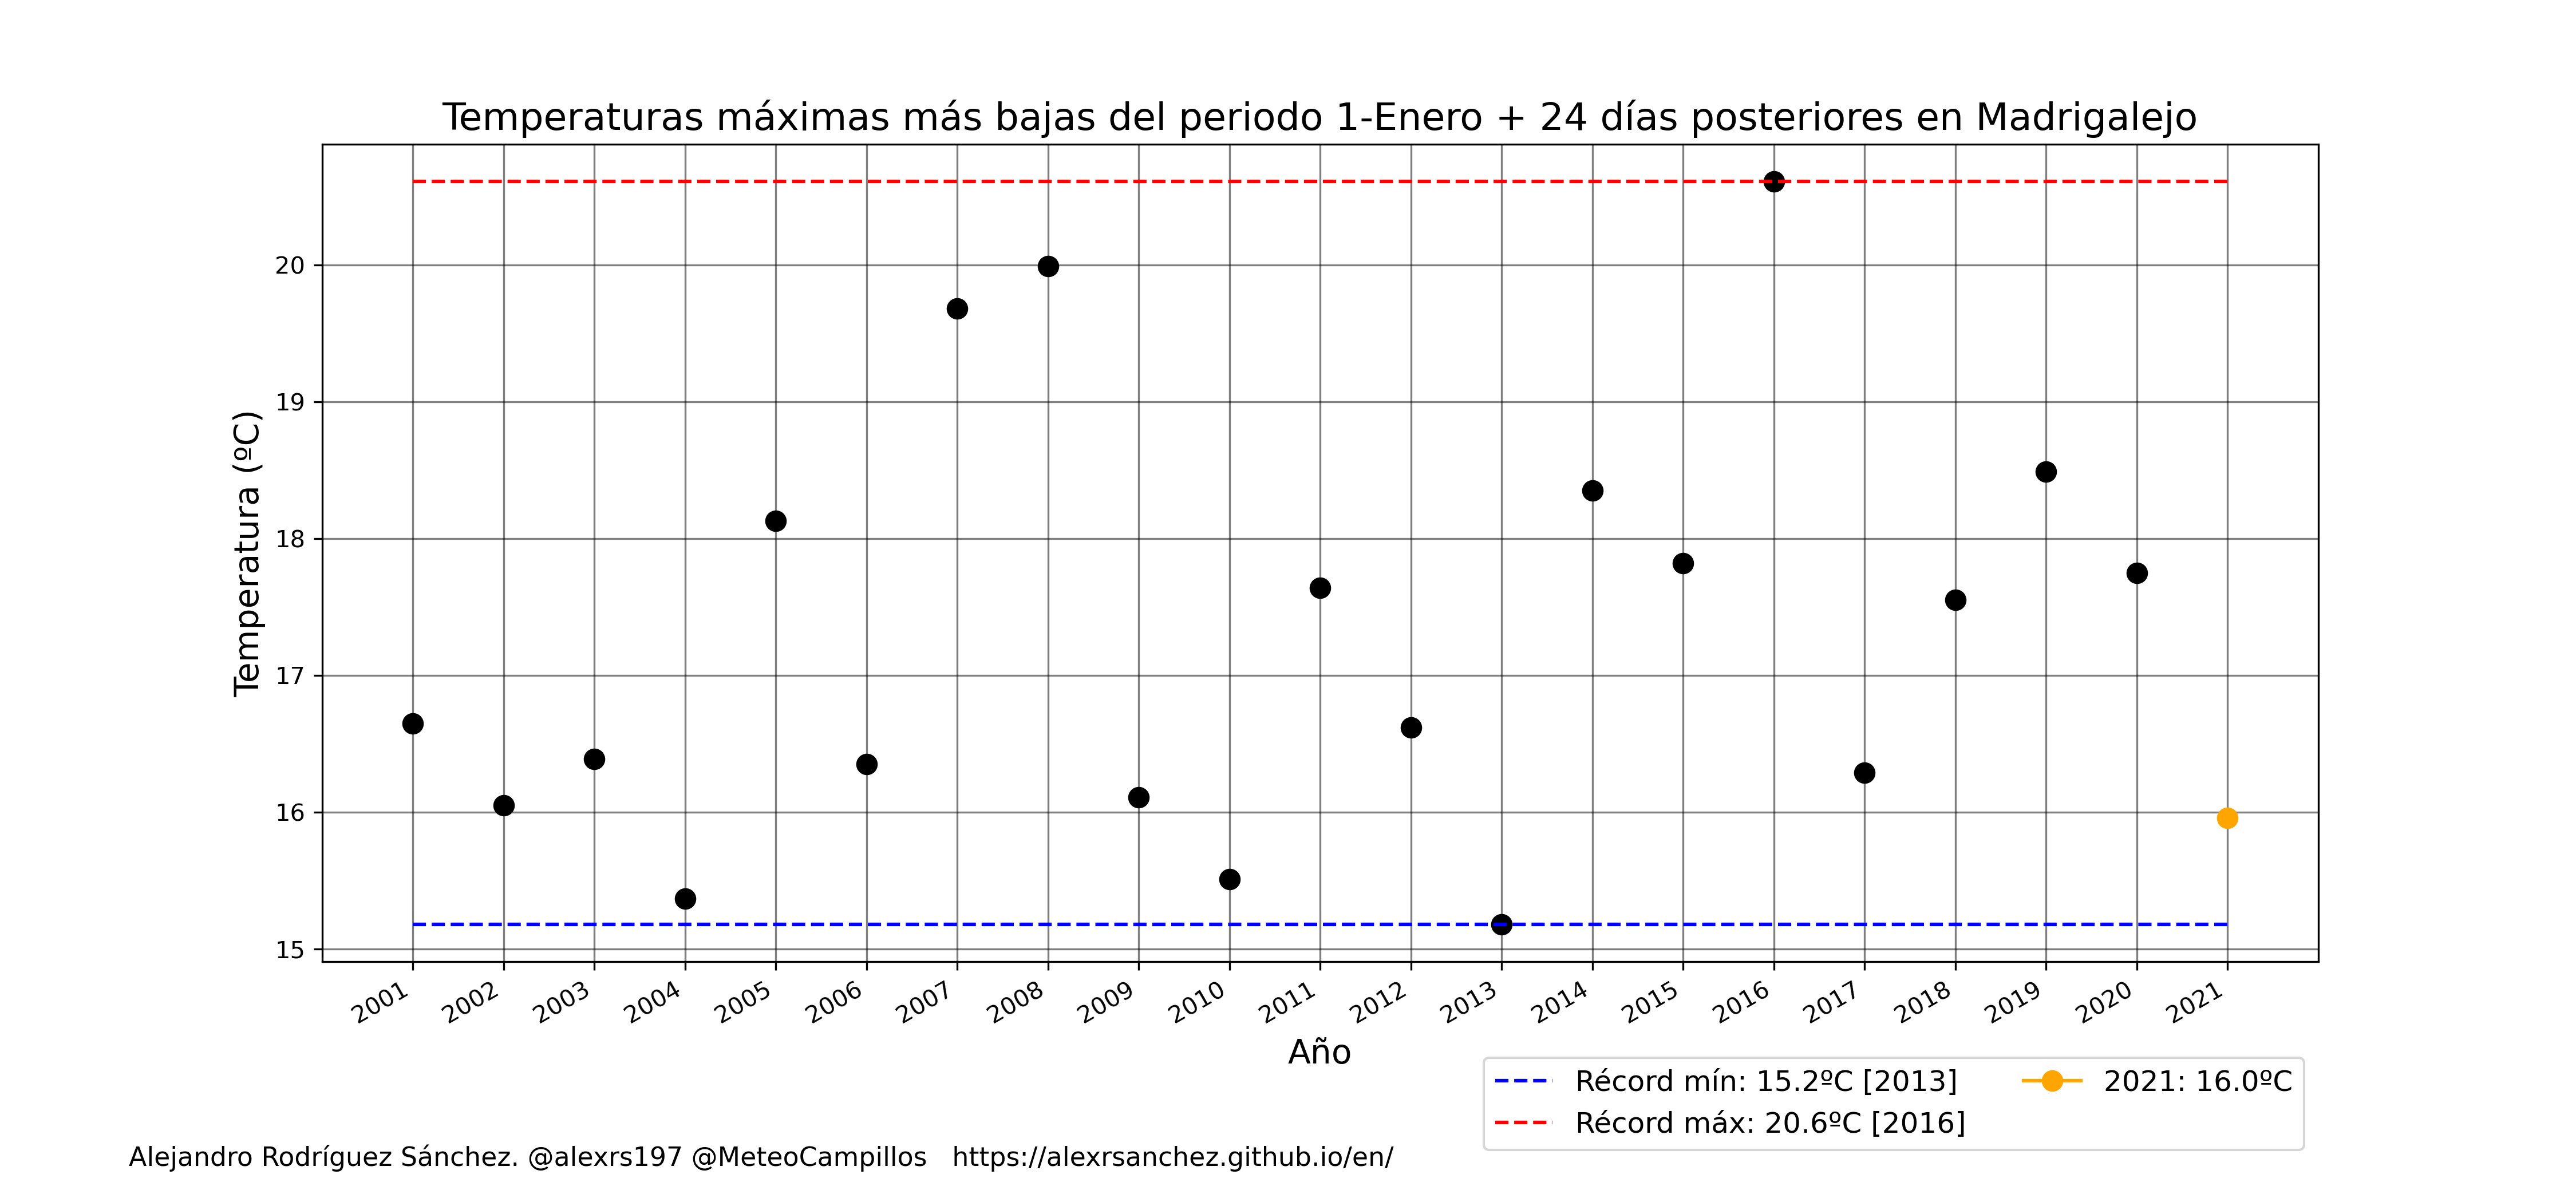 Temperaturas máximas más bajas del periodo 1-Enero + 24 días posteriores en Madrigalejo
Temperatura (ºC)
20
19
18
17
16
15
2001 2002 2003 2004 2005 2006 2007 2008 2009 2010 2011 2012 2013 2014 2015 2016 2017 2018 2019 2020 2021
Año
Récord mín: 15.2ºC [2013]
Récord máx: 20.6ºC [2016]
2021: 16.0ºC
Alejandro Rodríguez Sánchez. @alexrs197 @MeteoCampillos https://alexrsanchez.github.io/en/